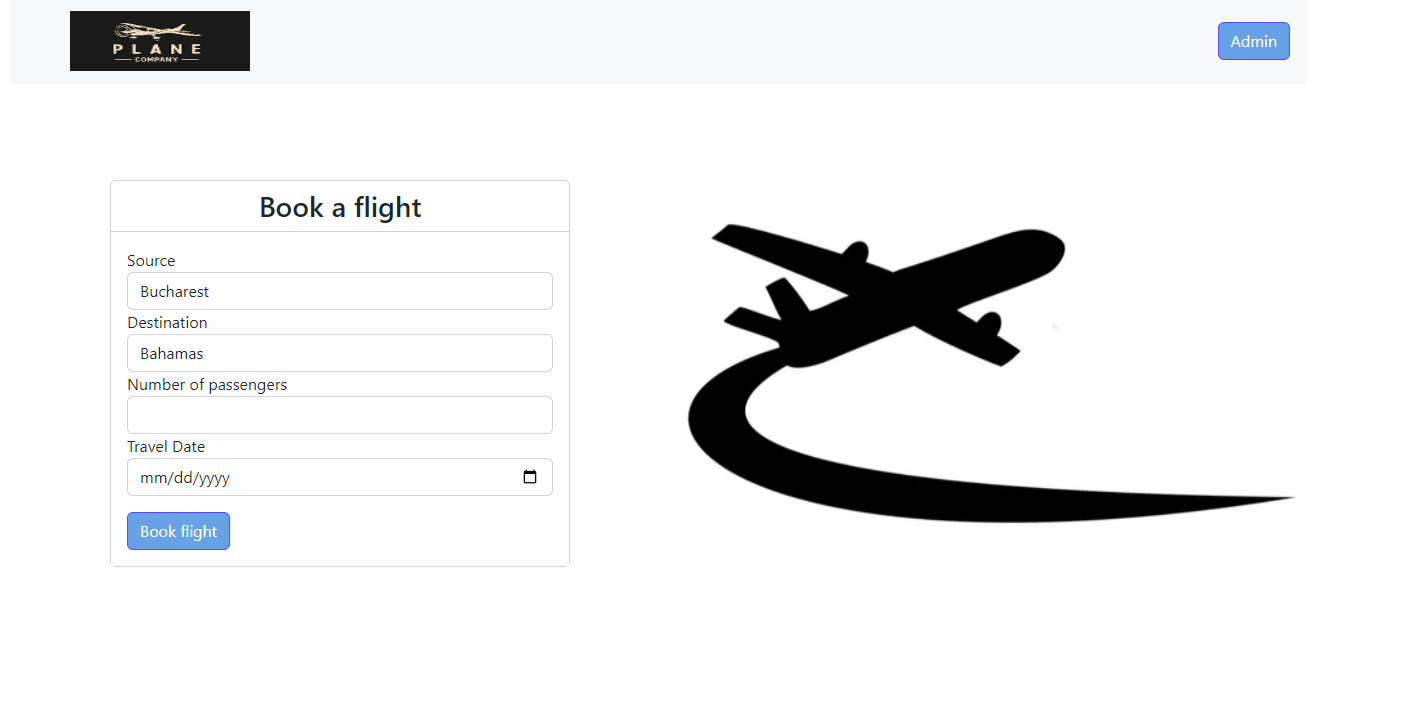 PLANE
COMPANY
Admin
Book a flight
Source
Bucharest
Destination
Bahamas
Number of passengers
Travel Date
mm/dd/yyyy
Book flight